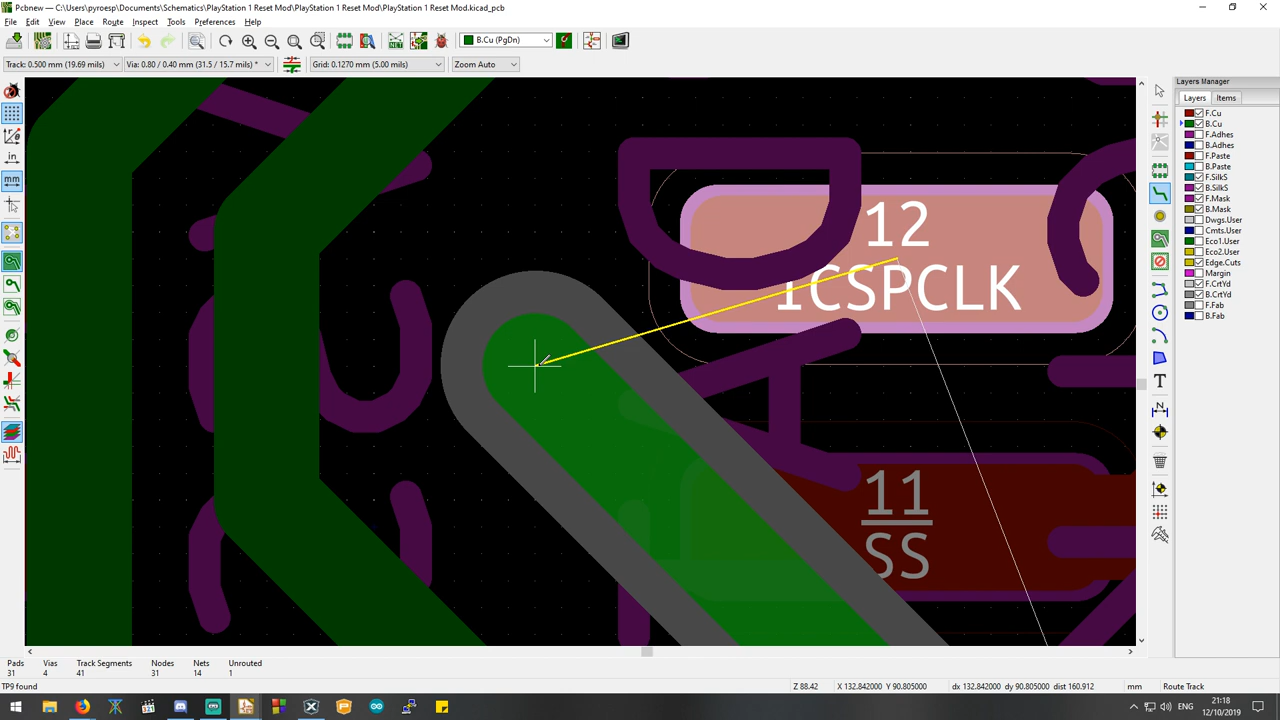 Pcbnew — C:\Users\pyroesp\Documents\Schematics\PlayStation 1 Reset Mod\PlayStation 1 Reset Mod\PlayStation 1 Reset Mod.kicad_pcb
File Edit View Place Route Inspect Tools Preferences Help
NET
B.Cu (PgDn)
Track: 0.500 mm (19.69 mils)
Via: 0.80 / 0.40 mm (31.5 / 15.7 mils) *
Grid: 0.1270 mm (5.00 mils)
Zoom Auto
in
mm
12
1CSPCLK
11
SS
Layers Manager
Layers Items
F.Cu
B.Cu
F.Adhes
B.Adhes
F.Paste
B.Paste
F.SilkS
B.SilkS
F.Mask
B.Mask
Dwgs.User
Cmts.User
Eco1.User
Eco2.User
Edge.Cuts
Margin
F.CrtYd
B.CrtYd
F.Fab
B.Fab
Pads Vias Track Segments Nodes Nets Unrouted
31 4 41 31 14 1
TP9 found
Z 88.42
X 132.842000 Y 90.805000
dx 132.842000 dy 90.805000 dist 160.912
mm
Route Track
ENG
21:18
12/10/2019